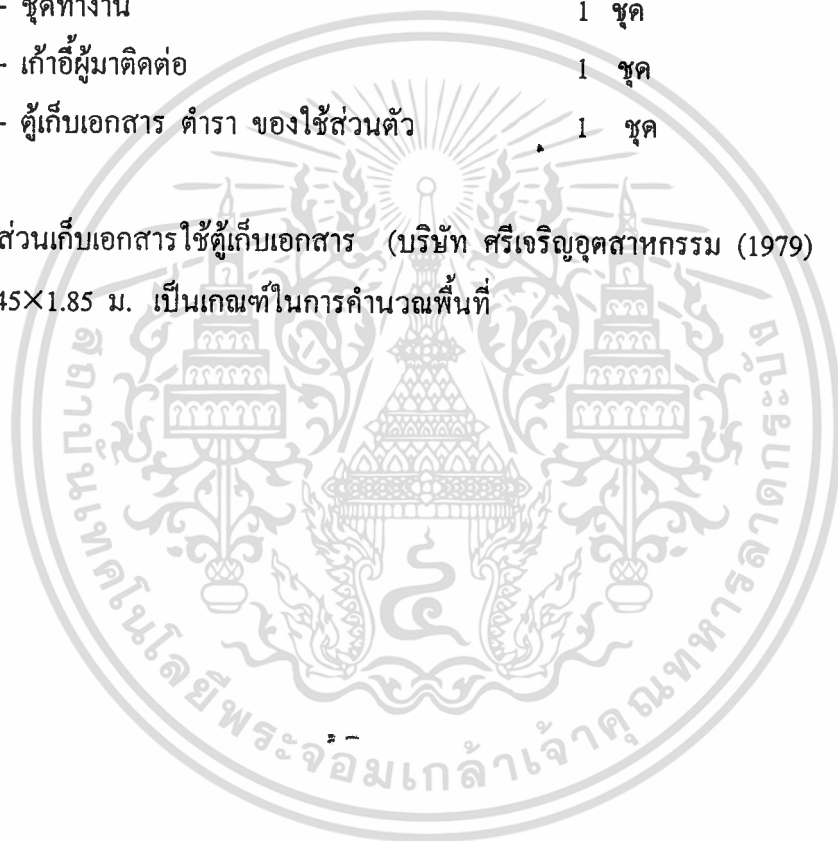 - ชุดทำงาน 1 ชุด
- เก้าอี้ผู้มาติดต่อ 1 ชุด
- ตู้เก็บเอกสาร ตำรา ของใช้ส่วนตัว 1 ชุด
ส่วนเก็บเอกสารใช้ตู้เก็บเอกสาร (บริษัท ศรีเจริญอุตสาหกรรม (1979)
45×1.85 ม. เป็นเกณฑ์ในการคำนวณพื้นที่
สถาบันเทคโนโลยีพระจอมเกล้าเจ้าคุณทหารลาดกระบัง